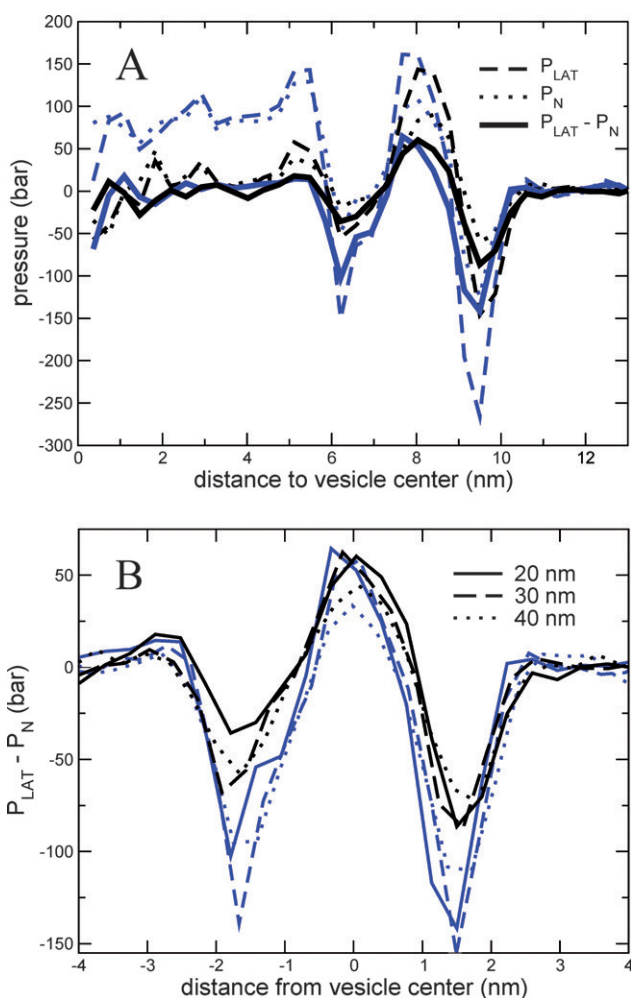 A
P_LAT
P_N
P_LAT - P_N
200
150
100
50
0
-50
-100
-150
-200
-250
-300
pressure (bar)
0 2 4 6 8 10 12
distance to vesicle center (nm)
B
20 nm
30 nm
40 nm
50
0
-50
-100
-150
P_LAT - P_N (bar)
-4 -3 -2 -1 0 1 2 3 4
distance from vesicle center (nm)